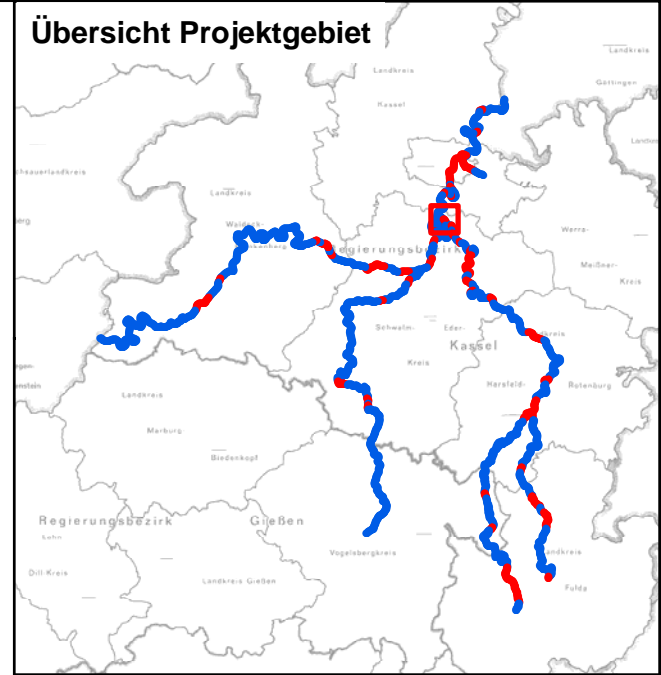 Übersicht Projektgebiet
Landkreis
Landkreis
Göttingen
Kassel
Landkreis
Waldeck-
Werra-
Regierungsbezirk
Meißner-
Kreis
Schwalm-
Eder-
Kassel
Kreis
Hersfeld-
Rotenburg
Landkreis
Marburg
Biedenkopf
Regierungsbezirk
Gießen
Lahn
Vogelsbergkreis
Landkreis
Dill-Kreis
Landkreis Gießen
Fulda